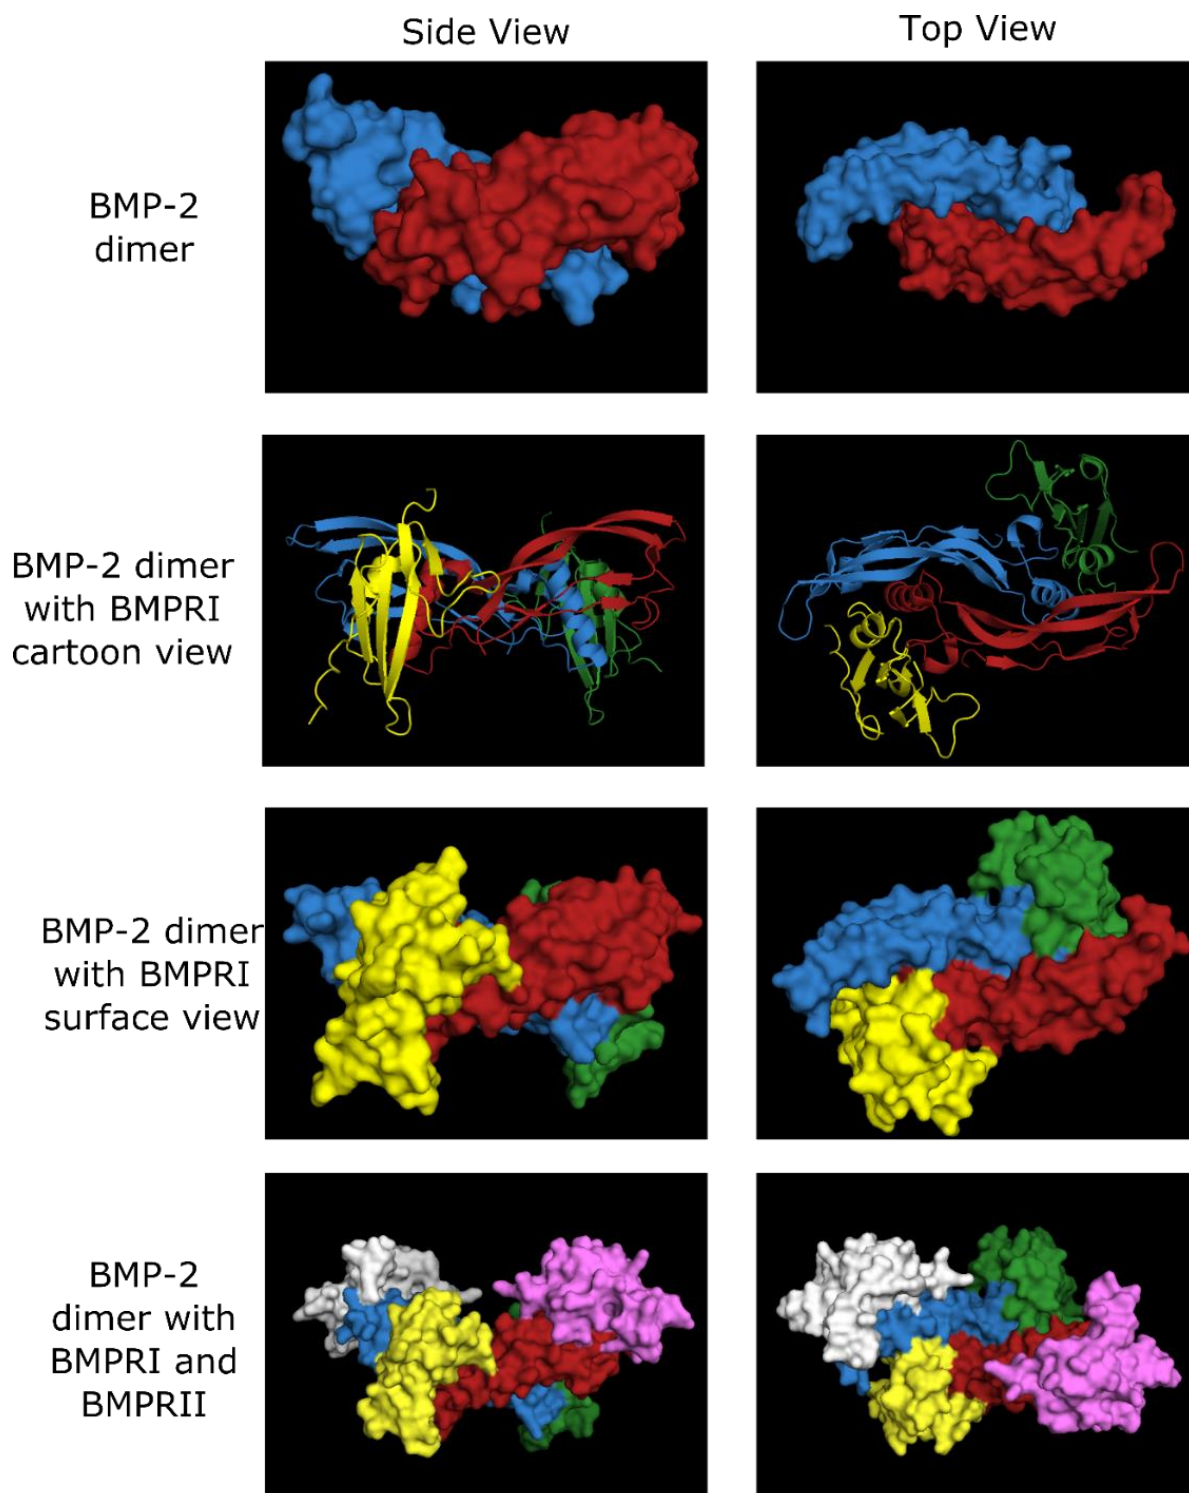 Side View
Top View
BMP-2
dimer
BMP-2 dimer
with BMPRI
cartoon view
BMP-2 dimer
with BMPRI
surface view
BMP-2
dimer with
BMPRI and
BMPRII